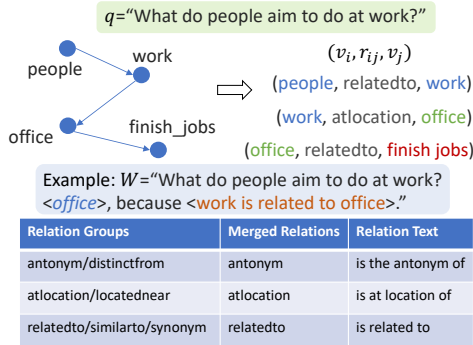 q="What do people aim to do at work?"
people
work
office
finish_jobs
(vᵢ, rᵢⱼ, vⱼ)
(people, relatedto, work)
(work, atlocation, office)
(office, relatedto, finish jobs)
Example: W="What do people aim to do at work?
<office>, because <work is related to office>."
Relation Groups Merged Relations Relation Text
antonym/distinctfrom antonym is the antonym of
atlocation/locatednear atlocation is at location of
relatedto/similarto/synonym relatedto is related to